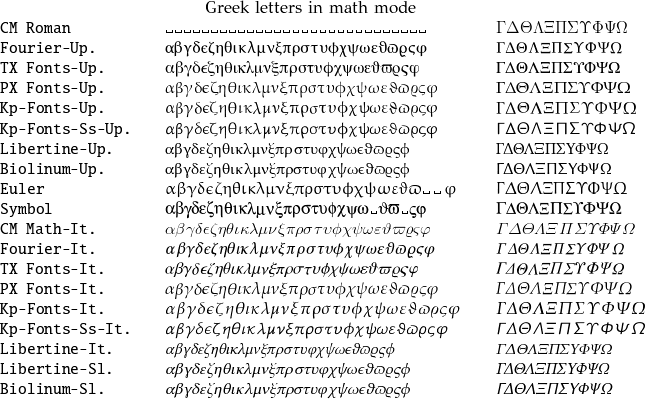 Greek letters in math mode
CM Roman ␣␣␣␣␣␣␣␣␣␣␣␣␣␣␣␣␣␣␣␣␣␣␣␣␣␣␣␣␣ ΓΔΘΛΞΠΣΥΦΨΩ
Fourier-Up. αβγδϵζηθικλμνξπρστυϕχψωεϑϖϱςφ ΓΔΘΛΞΠΣΥΦΨΩ
TX Fonts-Up. αβγδϵζηθικλμνξπρστυϕχψωεϑϖϱςφ ΓΔΘΛΞΠΣΥΦΨΩ
PX Fonts-Up. αβγδϵζηθικλμνξπρστυϕχψωεϑϖϱςφ ΓΔΘΛΞΠΣΥΦΨΩ
Kp-Fonts-Up. αβγδϵζηθικλμνξπρστυϕχψωεϑϖϱςφ ΓΔΘΛΞΠΣΥΦΨΩ
Kp-Fonts-Ss-Up. αβγδϵζηθικλμνξπρστυϕχψωεϑϖϱςφ ΓΔΘΛΞΠΣΥΦΨΩ
Libertine-Up. αβγδεζηθικλμνξπρστυφχψωϵϑϖϱςϕ ΓΔΘΛΞΠΣΥΦΨΩ
Biolinum-Up. αβγδεζηθικλμνξπρστυφχψωϵϑϖϱςϕ ΓΔΘΛΞΠΣΥΦΨΩ
Euler αβγδϵζηθικλμνξπρστυϕχψωεϑϖ␣␣φ ΓΔΘΛΞΠΣΥΦΨΩ
Symbol αβγδεζηθικλμνξπρστυϕχψω␣ϑϖ␣ςφ ΓΔΘΛΞΠΣΥΦΨΩ
CM Math-It. αβγδϵζηθικλμνξπρστυϕχψωεϑϖϱςφ ΓΔΘΛΞΠΣΥΦΨΩ
Fourier-It. αβγδϵζηθικλμνξπρστυϕχψωεϑϖϱςφ ΓΔΘΛΞΠΣΥΦΨΩ
TX Fonts-It. αβγδϵζηθικλμνξπρστυϕχψωεϑϖϱςφ ΓΔΘΛΞΠΣΥΦΨΩ
PX Fonts-It. αβγδϵζηθικλμνξπρστυϕχψωεϑϖϱςφ ΓΔΘΛΞΠΣΥΦΨΩ
Kp-Fonts-It. αβγδϵζηθικλμνξπρστυϕχψωεϑϖϱςφ ΓΔΘΛΞΠΣΥΦΨΩ
Kp-Fonts-Ss-It. αβγδϵζηθικλμνξπρστυϕχψωεϑϖϱςφ ΓΔΘΛΞΠΣΥΦΨΩ
Libertine-It. αβγδεζηθικλμνξπρστυφχψωϵϑϖϱςϕ ΓΔΘΛΞΠΣΥΦΨΩ
Libertine-Sl. αβγδεζηθικλμνξπρστυφχψωϵϑϖϱςϕ ΓΔΘΛΞΠΣΥΦΨΩ
Biolinum-Sl. αβγδεζηθικλμνξπρστυφχψωϵϑϖϱςϕ ΓΔΘΛΞΠΣΥΦΨΩ